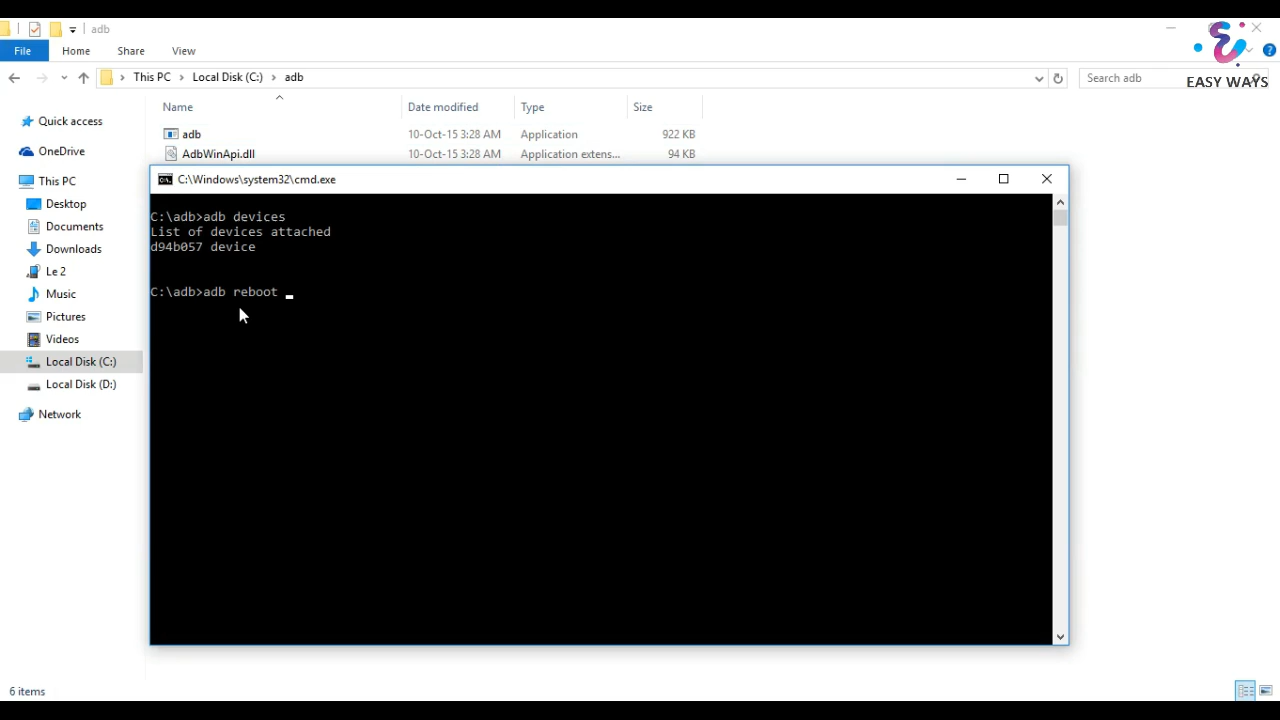 adb
File Home Share View
This PC Local Disk (C:) adb
Search adb
EASY WAYS
Name Date modified Type Size
adb 10-Oct-15 3:28 AM Application 922 KB
AdbWinApi.dll 10-Oct-15 3:28 AM Application extens... 94 KB
Quick access
OneDrive
This PC
Desktop
Documents
Downloads
Le 2
Music
Pictures
Videos
Local Disk (C:)
Local Disk (D:)
Network
C:\Windows\system32\cmd.exe
C:\adb>adb devices
List of devices attached
d94b057 device
C:\adb>adb reboot _
6 items